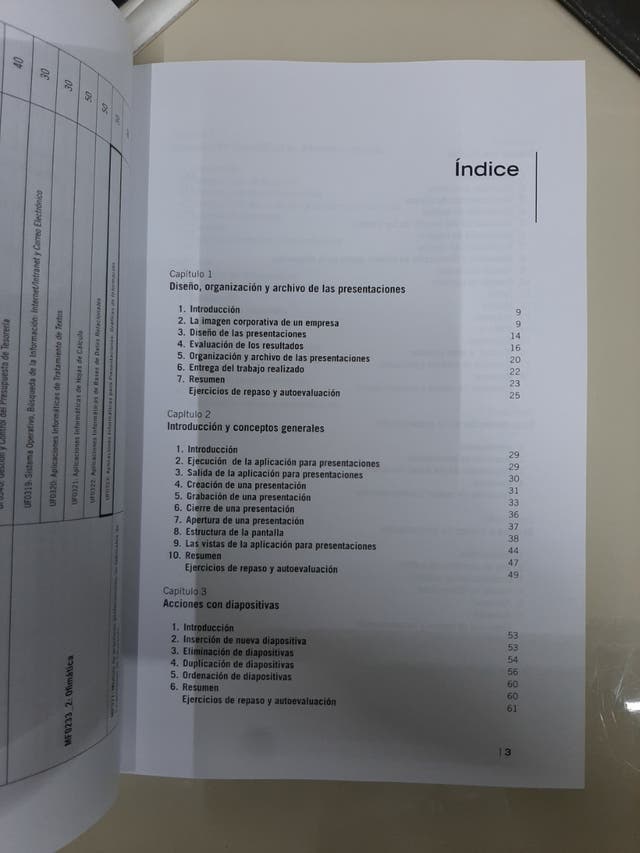 40
30
30
50
50
30
UF0319: Sistema Operativo, Búsqueda de la Información: Internet/Intranet y Correo Electrónico
UF0320: Aplicaciones Informáticas de Tratamiento de Textos
UF0321: Aplicaciones Informáticas de Hojas de Cálculo
UF0322: Aplicaciones Informáticas de Bases de Datos Relacionales
UF0323: Aplicaciones Informáticas para Presentaciones: Gráficas de Información
MF0233_2: Ofimática
Índice
Capítulo 1
Diseño, organización y archivo de las presentaciones
1. Introducción 9
2. La imagen corporativa de un empresa 9
3. Diseño de las presentaciones 14
4. Evaluación de los resultados 16
5. Organización y archivo de las presentaciones 20
6. Entrega del trabajo realizado 22
7. Resumen 23
Ejercicios de repaso y autoevaluación 25
Capítulo 2
Introducción y conceptos generales
1. Introducción 29
2. Ejecución de la aplicación para presentaciones 29
3. Salida de la aplicación para presentaciones 30
4. Creación de una presentación 31
5. Grabación de una presentación 33
6. Cierre de una presentación 36
7. Apertura de una presentación 37
8. Estructura de la pantalla 38
9. Las vistas de la aplicación para presentaciones 44
10. Resumen 47
Ejercicios de repaso y autoevaluación 49
Capítulo 3
Acciones con diapositivas
1. Introducción 53
2. Inserción de nueva diapositiva 53
3. Eliminación de diapositivas 54
4. Duplicación de diapositivas 56
5. Ordenación de diapositivas 60
6. Resumen 60
Ejercicios de repaso y autoevaluación 61
| 3